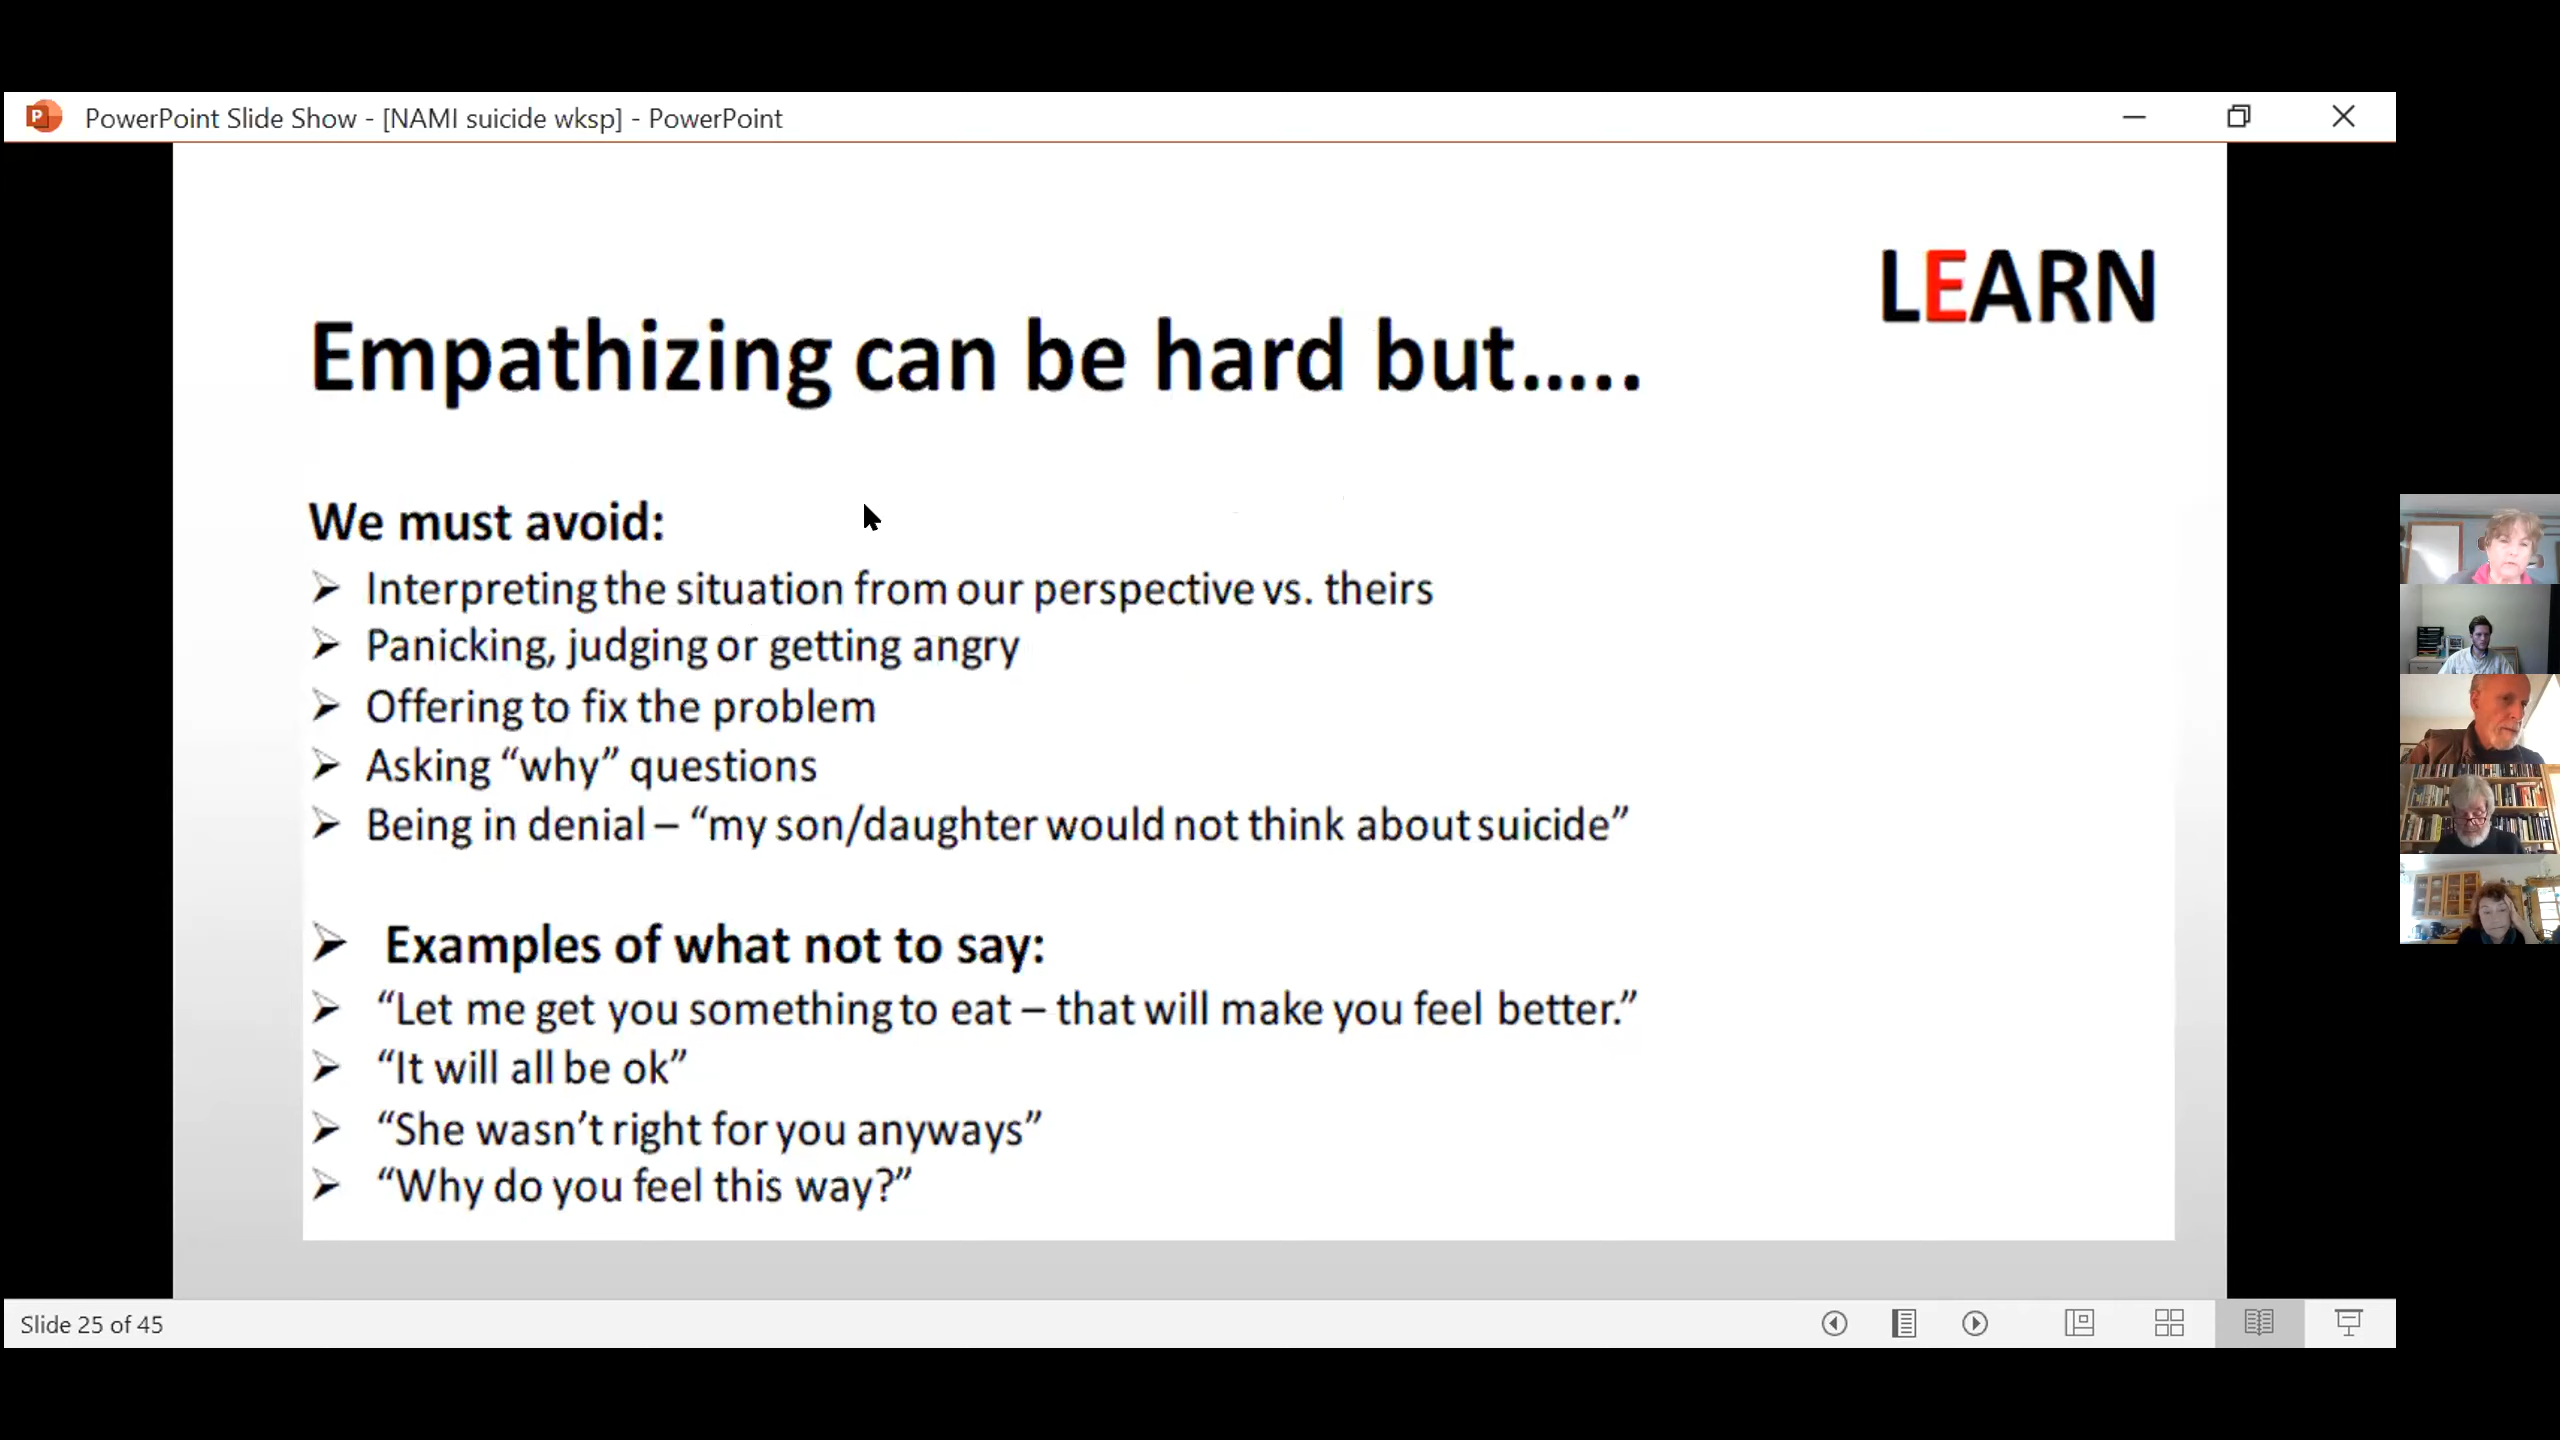 PowerPoint Slide Show - [NAMI suicide wksp] - PowerPoint
LEARN
Empathizing can be hard but.....
We must avoid:
Interpreting the situation from our perspective vs. theirs
Panicking, judging or getting angry
Offering to fix the problem
Asking “why” questions
Being in denial – “my son/daughter would not think about suicide”
Examples of what not to say:
“Let me get you something to eat – that will make you feel better.”
“It will all be ok”
“She wasn’t right for you anyways”
“Why do you feel this way?”
Slide 25 of 45